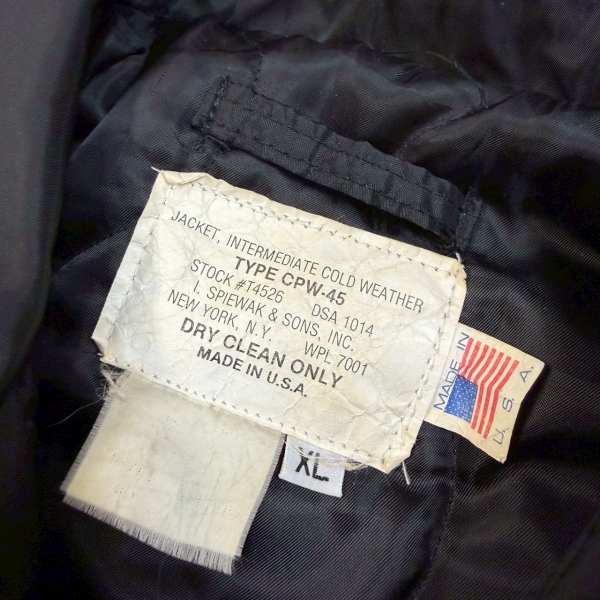 JACKET, INTERMEDIATE COLD WEATHER
TYPE CPW-45
STOCK #T4526 DSA 1014
I. SPIEWAK & SONS, INC.
NEW YORK, N.Y. WPL 7001
DRY CLEAN ONLY
MADE IN U.S.A.
MADE IN
U. S. A.
XL